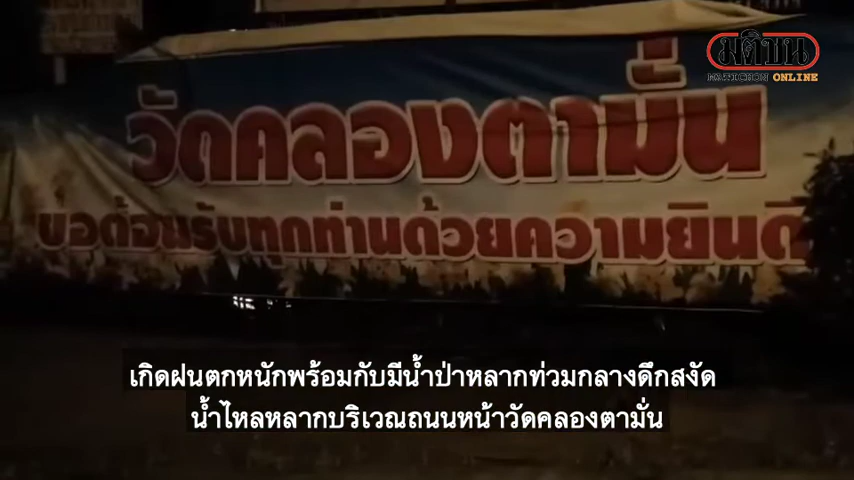 มติชน
MATICHON ONLINE
วัดคลองตามั่น
ขอต้อนรับทุกท่านด้วยความยินดี
เกิดฝนตกหนักพร้อมกับมีน้ำป่าหลากท่วมกลางดึกสงัด
น้ำไหลหลากบริเวณถนนหน้าวัดคลองตามั่น